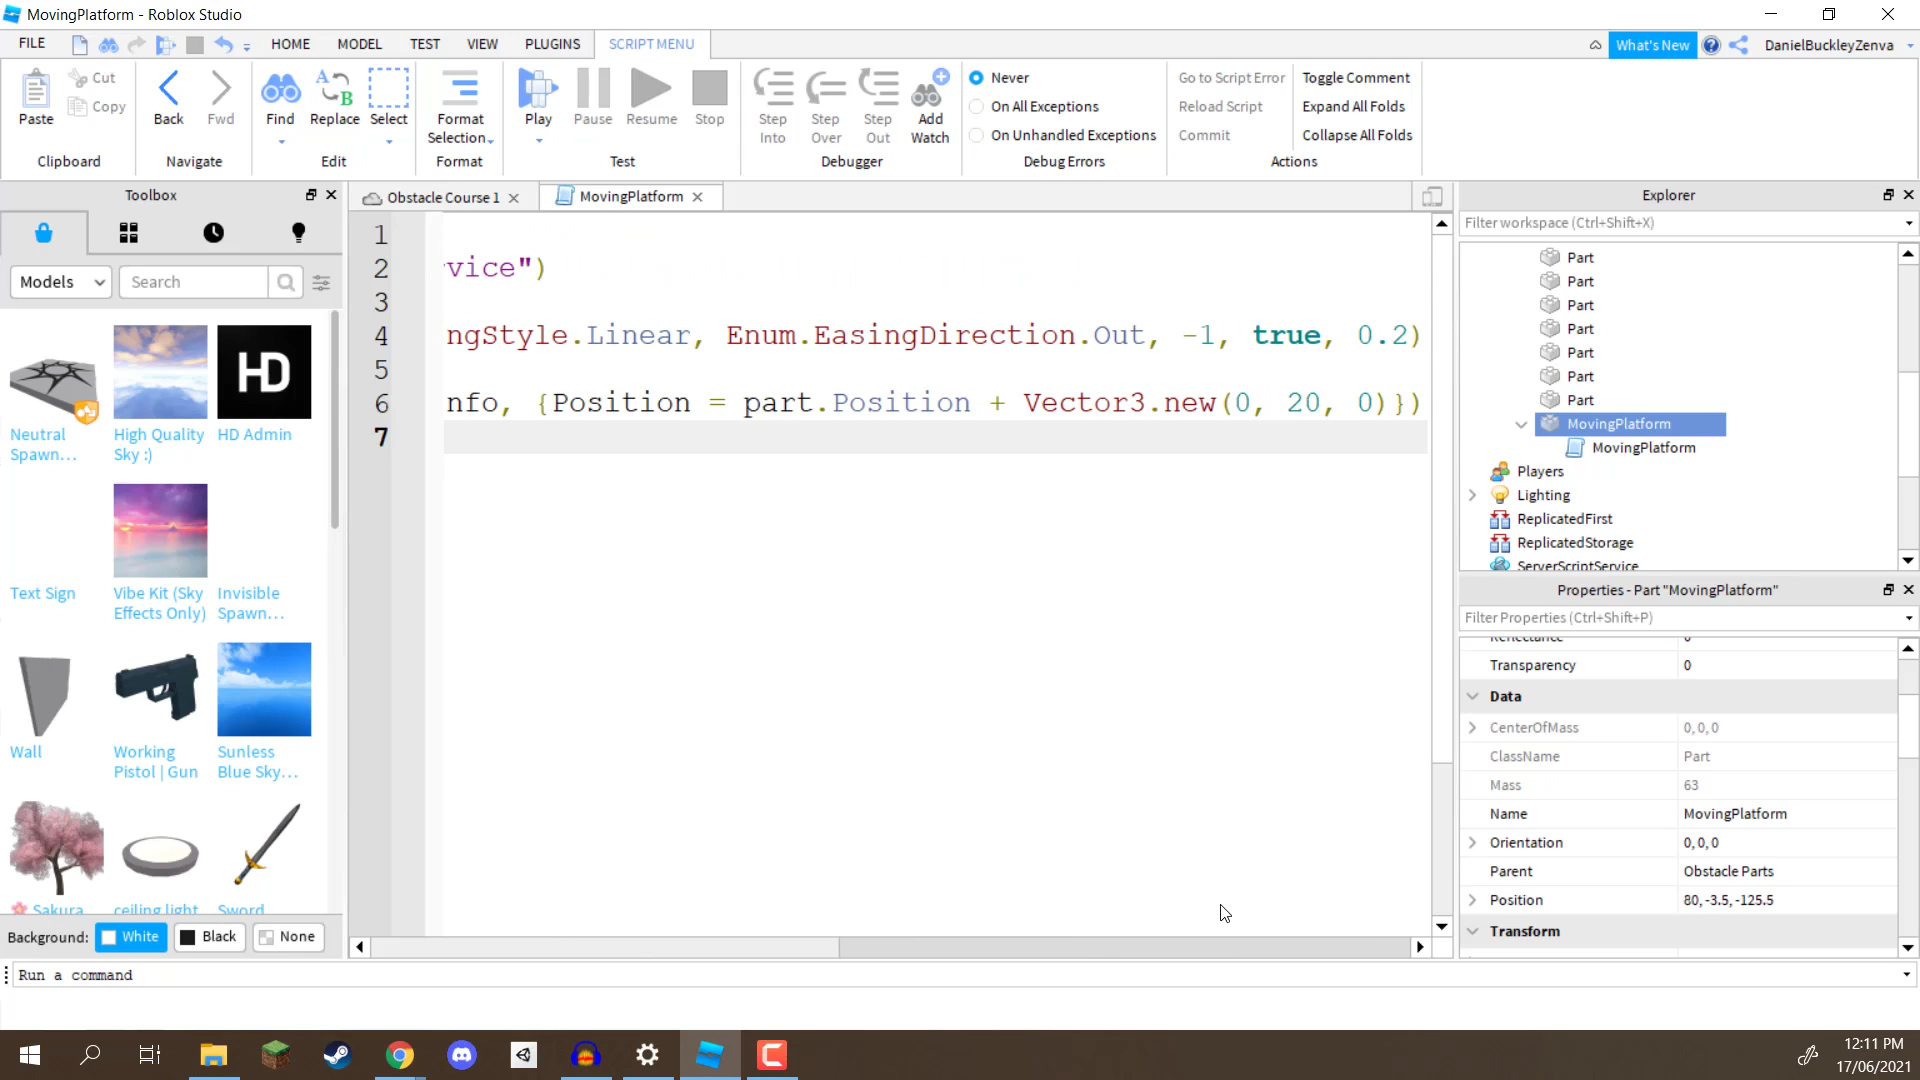 MovingPlatform - Roblox Studio
FILE
HOME
MODEL
TEST
VIEW
PLUGINS
SCRIPT MENU
What's New
DanielBuckleyZenva
Paste
Cut
Copy
Clipboard
Back
Fwd
Navigate
Find
Replace
Select
Edit
Format
Selection
Format
Play
Pause
Resume
Stop
Test
Step
Into
Step
Over
Step
Out
Add
Watch
Debugger
Never
On All Exceptions
On Unhandled Exceptions
Debug Errors
Go to Script Error
Reload Script
Commit
Toggle Comment
Expand All Folds
Collapse All Folds
Actions
Toolbox
Models
Search
Neutral
Spawn...
High Quality
Sky :)
HD
HD Admin
Text Sign
Vibe Kit (Sky
Effects Only)
Invisible
Spawn...
Wall
Working
Pistol | Gun
Sunless
Blue Sky...
Sakura
ceiling light
Sword
Background:
White
Black
None
Obstacle Course 1
MovingPlatform
1
2
vice")
3
4
ngStyle.Linear, Enum.EasingDirection.Out, -1, true, 0.2)
5
6
nfo, {Position = part.Position + Vector3.new(0, 20, 0)})
7
Explorer
Filter workspace (Ctrl+Shift+X)
Part
Part
Part
Part
Part
Part
Part
MovingPlatform
MovingPlatform
Players
Lighting
ReplicatedFirst
ReplicatedStorage
ServerScriptService
Properties - Part "MovingPlatform"
Filter Properties (Ctrl+Shift+P)
Reflectance 0
Transparency 0
Data
CenterOfMass 0, 0, 0
ClassName Part
Mass 63
Name MovingPlatform
Orientation 0, 0, 0
Parent Obstacle Parts
Position 80, -3.5, -125.5
Transform
Run a command
12:11 PM
17/06/2021